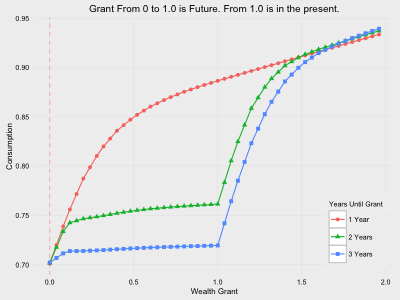 Grant From 0 to 1.0 is Future. From 1.0 is in the present.
Consumption
0.95
0.90
0.85
0.80
0.75
0.70
0.0 0.5 1.0 1.5 2.0
Wealth Grant
Years Until Grant
1 Year
2 Years
3 Years